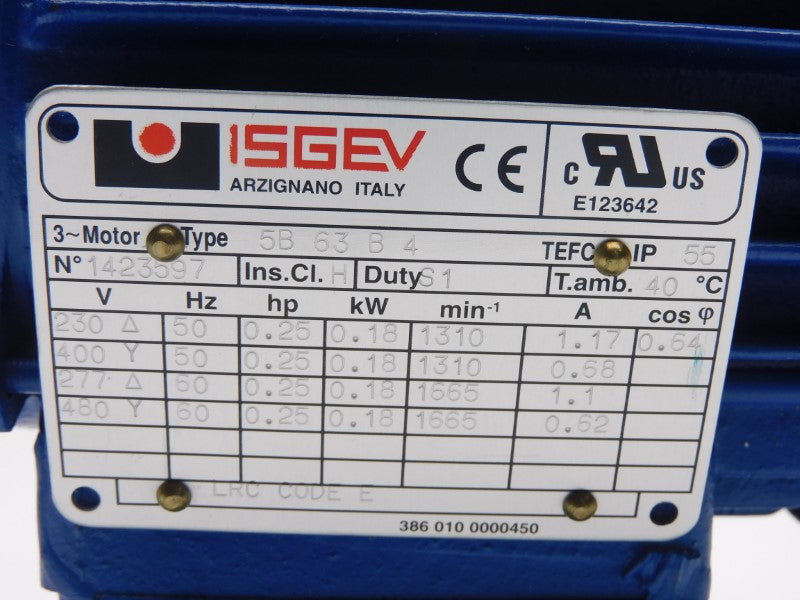 ISGEV
ARZIGNANO ITALY
CE
C UR US
E123642
3~Motor Type 5B 63 B 4 TEFC IP 55
N° 1423597 Ins.Cl. H Duty S1 T.amb. 40 °C
V Hz hp kW min-1 A cos φ
230 Δ 50 0.25 0.18 1310 1.17 0.64
400 Y 50 0.25 0.18 1310 0.68
277 Δ 60 0.25 0.18 1665 1.1
480 Y 60 0.25 0.18 1665 0.62
LRC CODE E
386 010 0000450